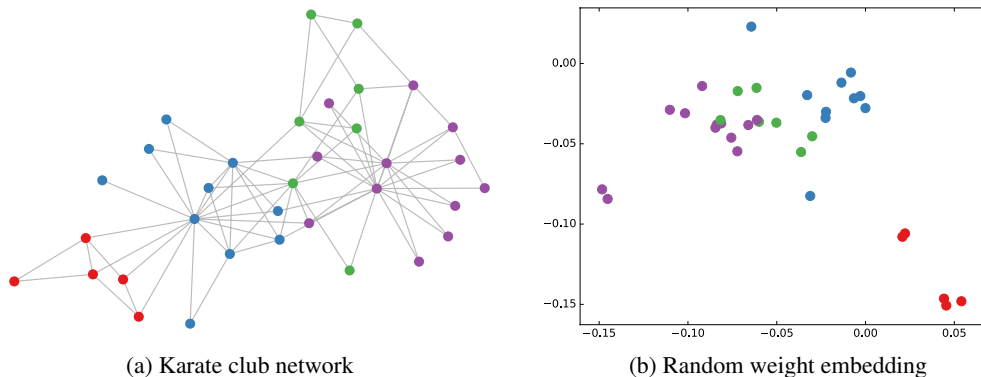 0.00
−0.05
−0.10
−0.15
−0.15 −0.10 −0.05 0.00 0.05
(a) Karate club network
(b) Random weight embedding